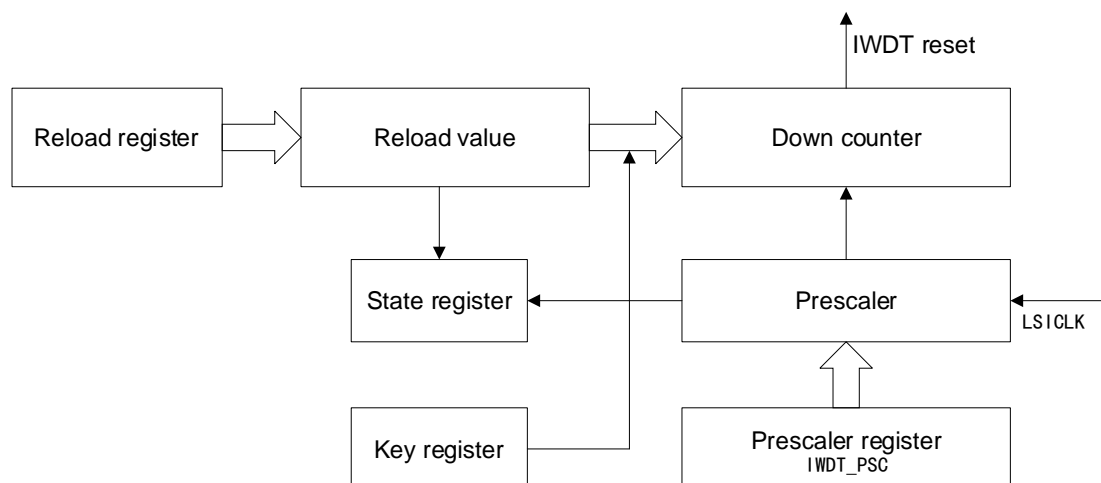 IWDT reset
Reload register
Reload value
Down counter
State register
Prescaler
LSICLK
Key register
Prescaler register
IWDT_PSC